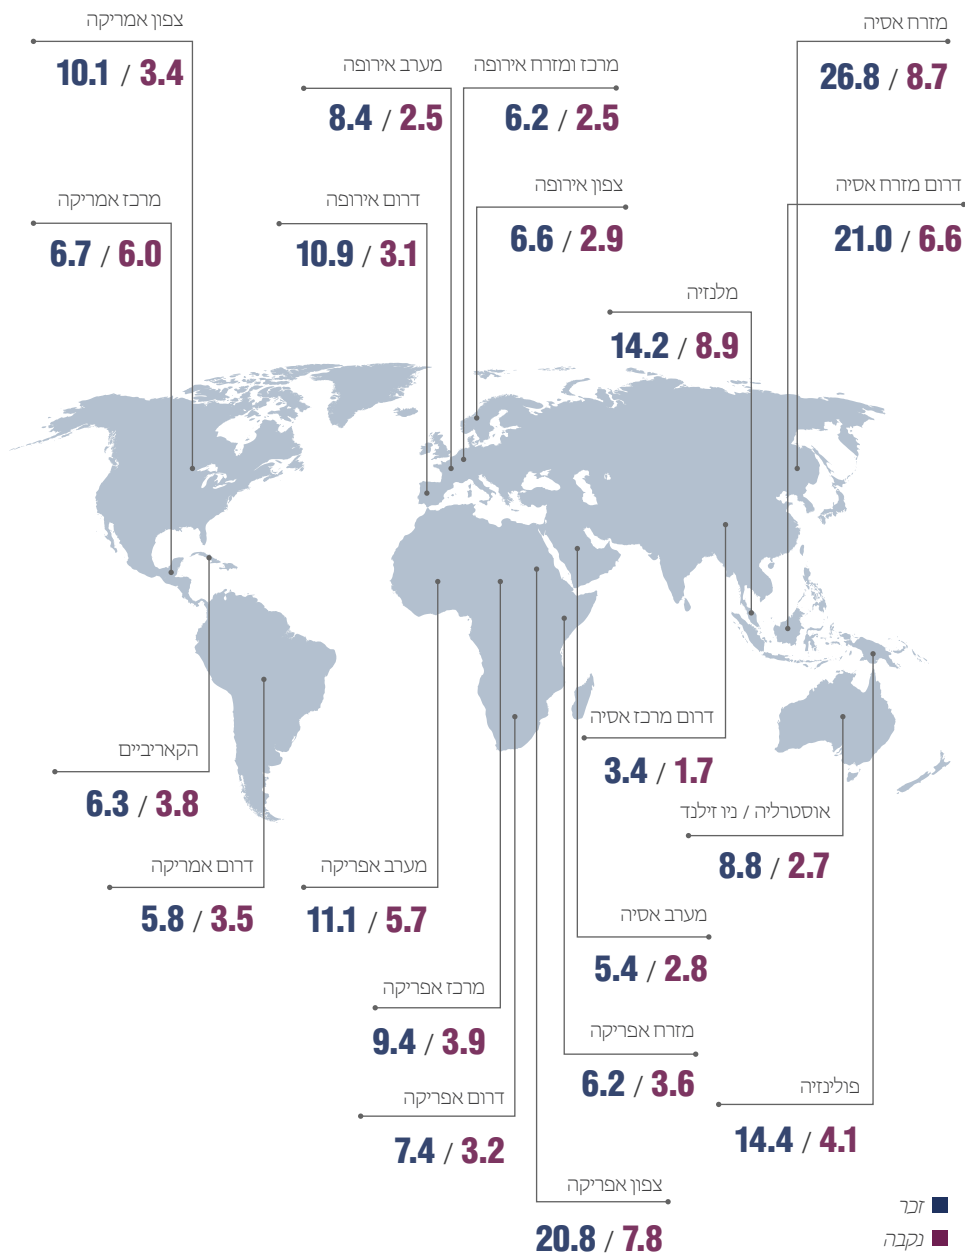 צפון אמריקה
10.1 / 3.4
מזרח אסיה
26.8 / 8.7
מערב אירופה
8.4 / 2.5
מרכז ומזרח אירופה
6.2 / 2.5
מרכז אמריקה
6.7 / 6.0
דרום אירופה
10.9 / 3.1
צפון אירופה
6.6 / 2.9
דרום מזרח אסיה
21.0 / 6.6
מלנזיה
14.2 / 8.9
דרום מרכז אסיה
3.4 / 1.7
הקאריביים
6.3 / 3.8
אוסטרליה / ניו זילנד
8.8 / 2.7
דרום אמריקה
5.8 / 3.5
מערב אפריקה
11.1 / 5.7
מערב אסיה
5.4 / 2.8
מרכז אפריקה
9.4 / 3.9
מזרח אפריקה
6.2 / 3.6
דרום אפריקה
7.4 / 3.2
פולינזיה
14.4 / 4.1
צפון אפריקה
20.8 / 7.8
זכר
נקבה